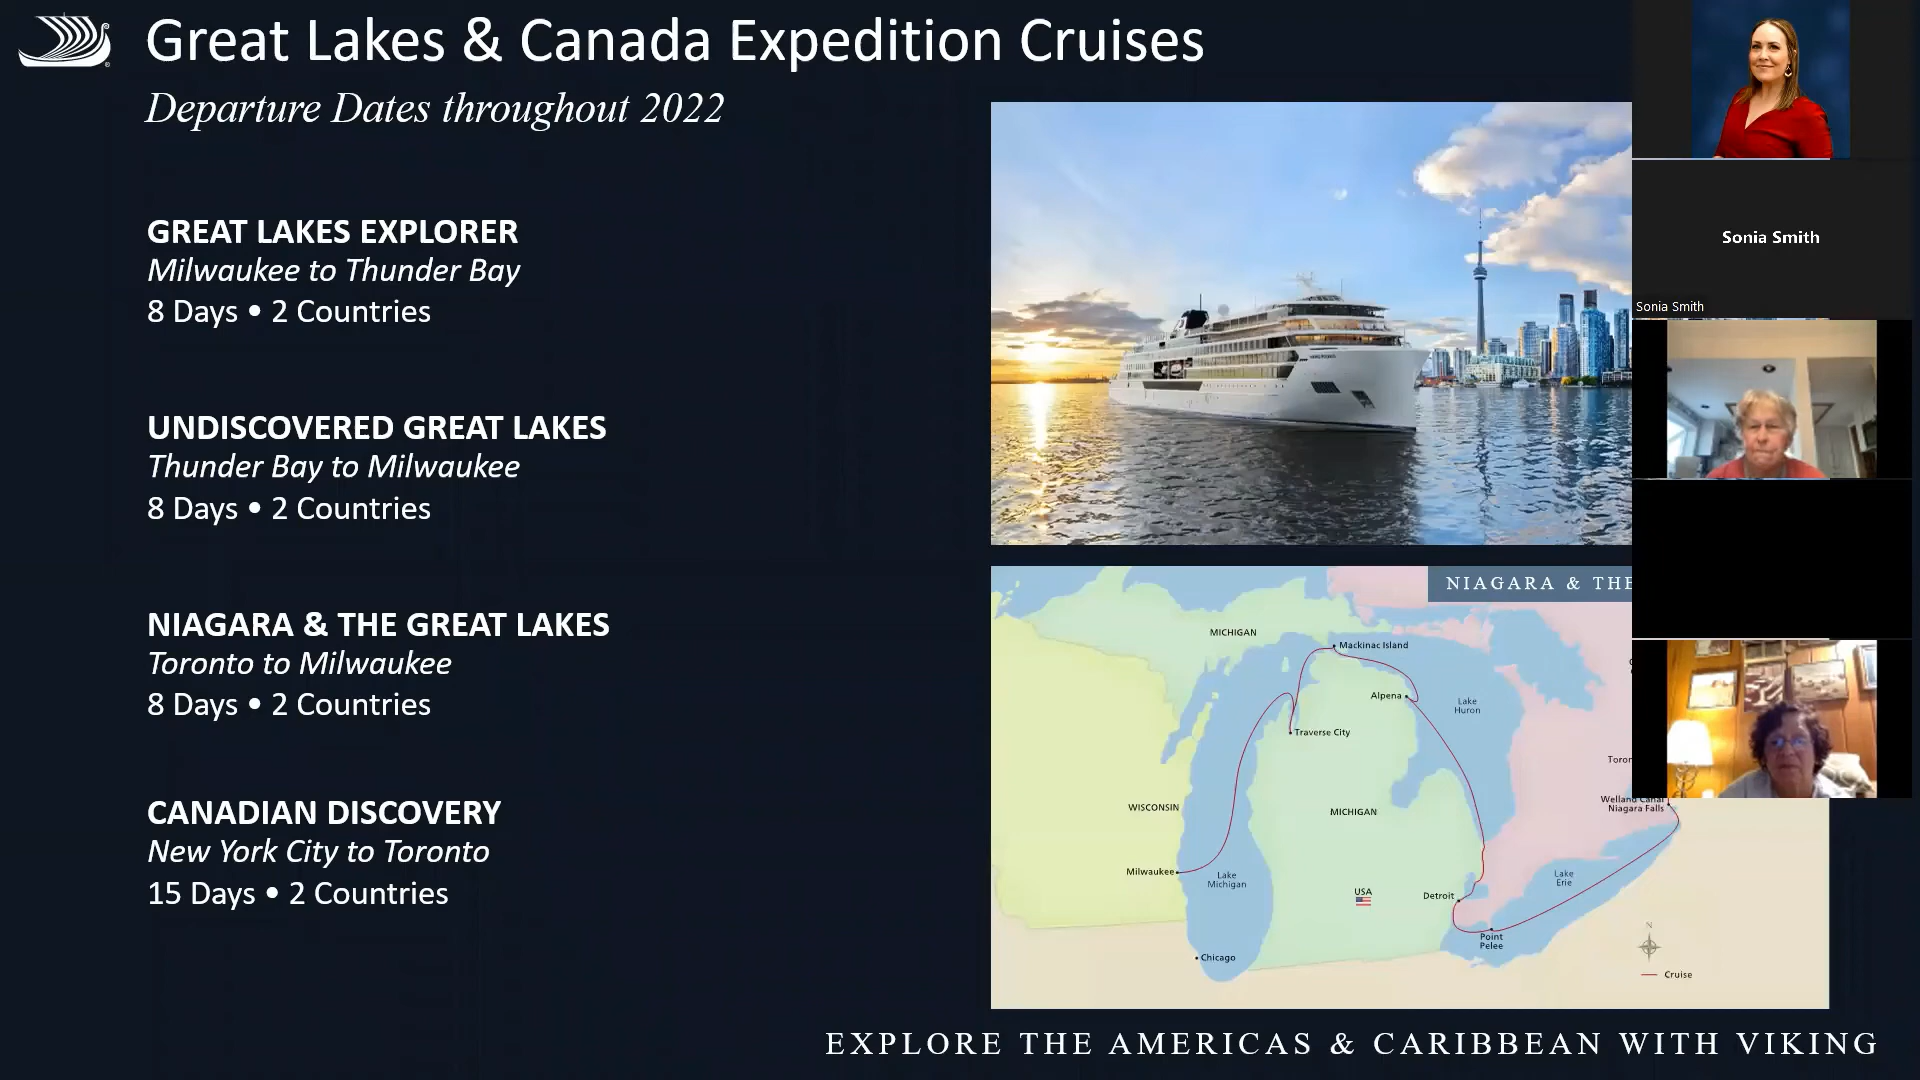 Great Lakes & Canada Expedition Cruises
Departure Dates throughout 2022
GREAT LAKES EXPLORER
Milwaukee to Thunder Bay
8 Days • 2 Countries
UNDISCOVERED GREAT LAKES
Thunder Bay to Milwaukee
8 Days • 2 Countries
NIAGARA & THE GREAT LAKES
Toronto to Milwaukee
8 Days • 2 Countries
CANADIAN DISCOVERY
New York City to Toronto
15 Days • 2 Countries
Sonia Smith
Sonia Smith
NIAGARA & THE
MICHIGAN
Mackinac Island
Alpena
Lake
Huron
Traverse City
Toron
Welland Canal
Niagara Falls
WISCONSIN
MICHIGAN
Milwaukee
Lake
Michigan
USA
Detroit
Lake
Erie
Point
Pelee
N
Chicago
Cruise
EXPLORE THE AMERICAS & CARIBBEAN WITH VIKING